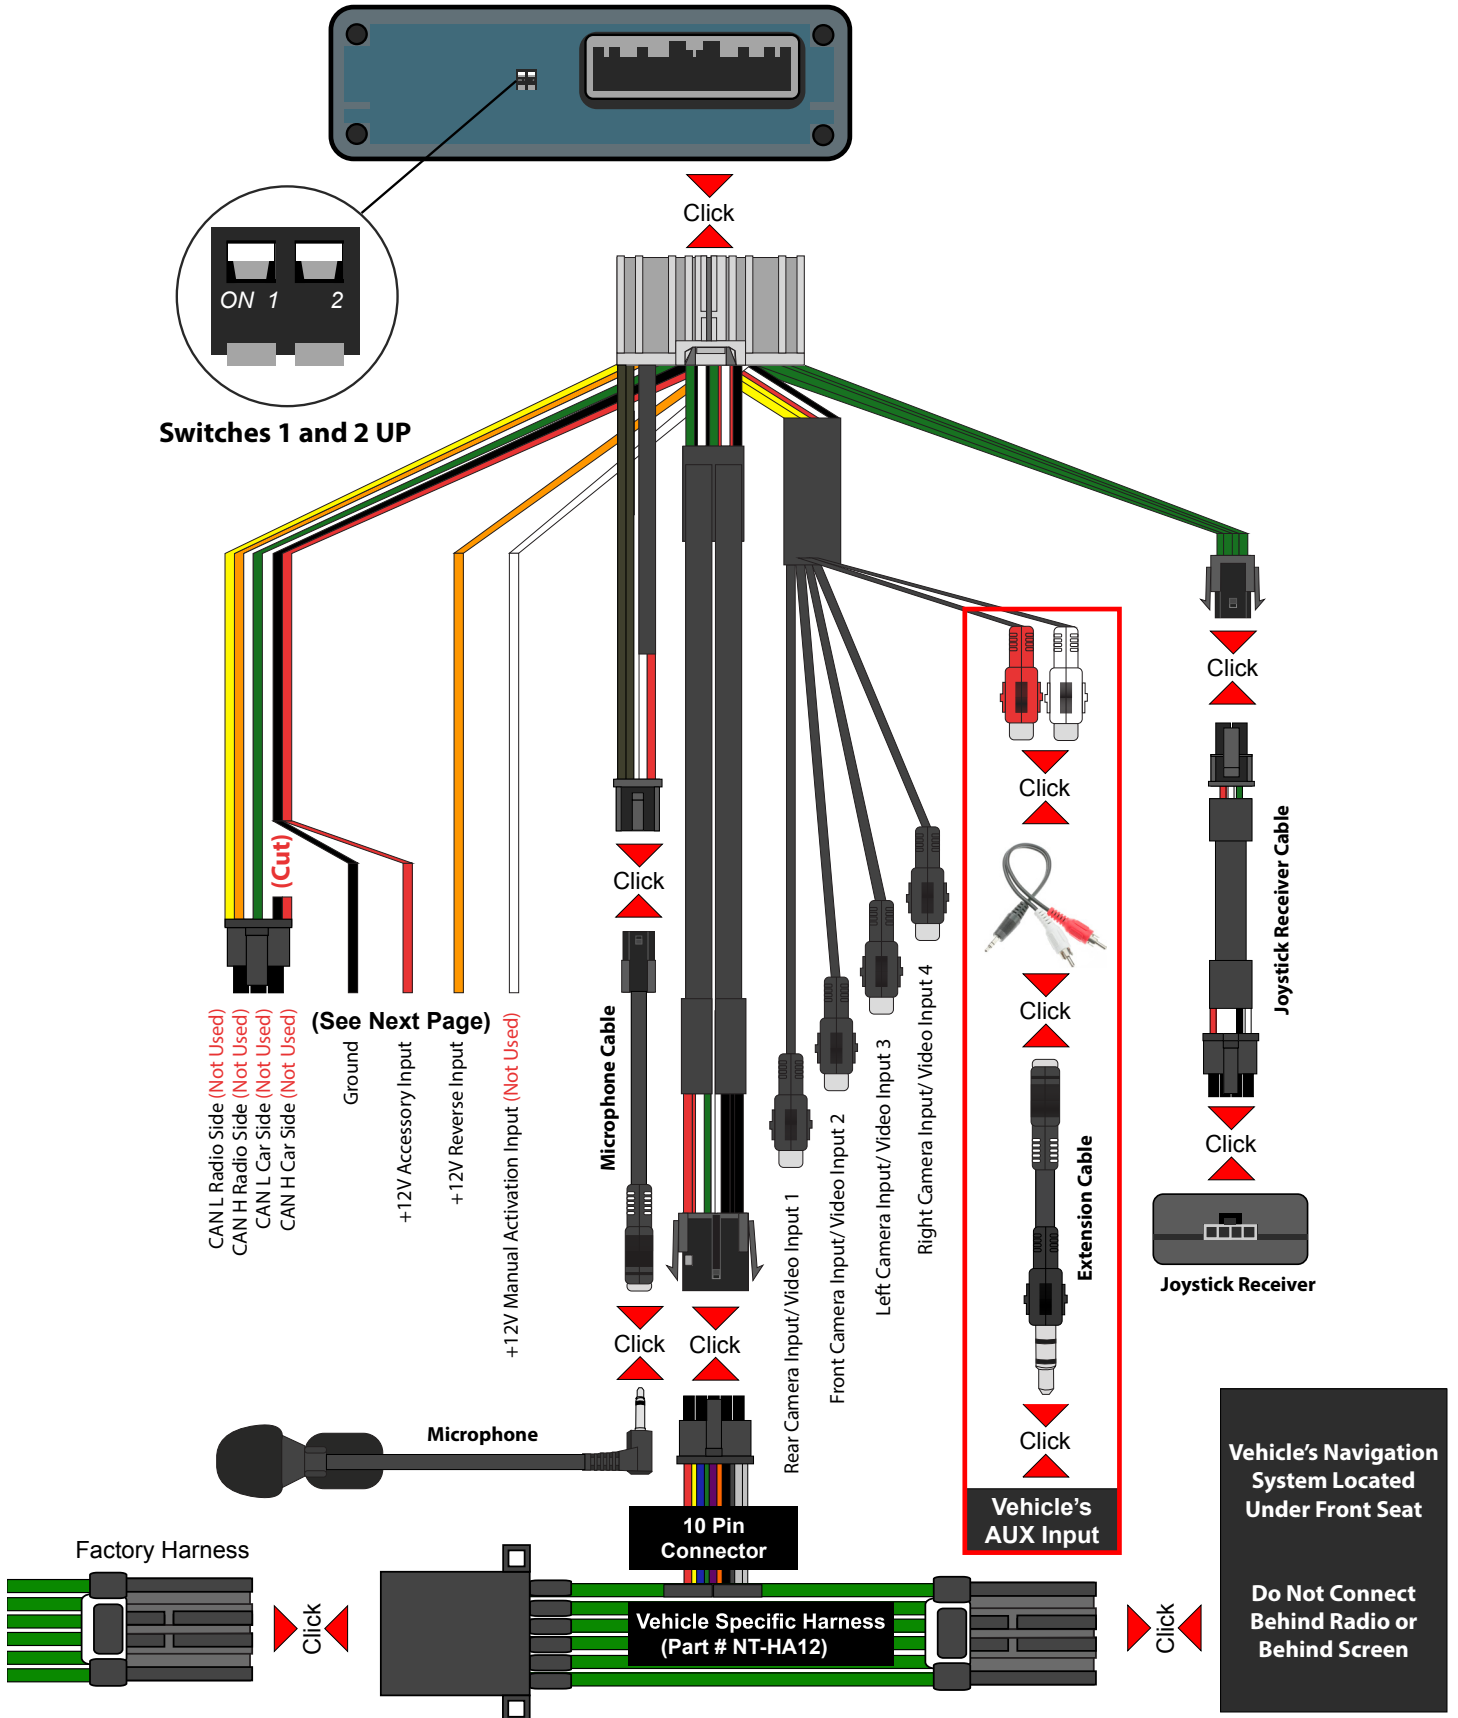 Click
ON 1 2
Switches 1 and 2 UP
Click
Click
(Cut)
Click
Joystick Receiver Cable
Click
(See Next Page)
CAN L Radio Side (Not Used)
CAN H Radio Side (Not Used)
CAN L Car Side (Not Used)
CAN H Car Side (Not Used)
Ground
+12V Accessory Input
+12V Reverse Input
+12V Manual Activation Input (Not Used)
Microphone Cable
Rear Camera Input/ Video Input 1
Front Camera Input/ Video Input 2
Left Camera Input/ Video Input 3
Right Camera Input/ Video Input 4
Extension Cable
Click
Joystick Receiver
Click
Click
Microphone
Click
Vehicle's
AUX Input
Vehicle's Navigation
System Located
Under Front Seat
Do Not Connect
Behind Radio or
Behind Screen
10 Pin
Connector
Factory Harness
Click
Vehicle Specific Harness
(Part # NT-HA12)
Click